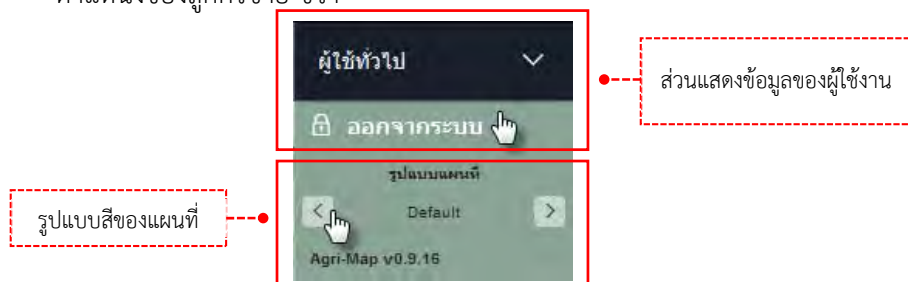 ผู้ใช้ทั่วไป
ส่วนแสดงข้อมูลของผู้ใช้งาน
ออกจากระบบ
รูปแบบแผนที่
รูปแบบสีของแผนที่
Default
Agri-Map v0.9.16